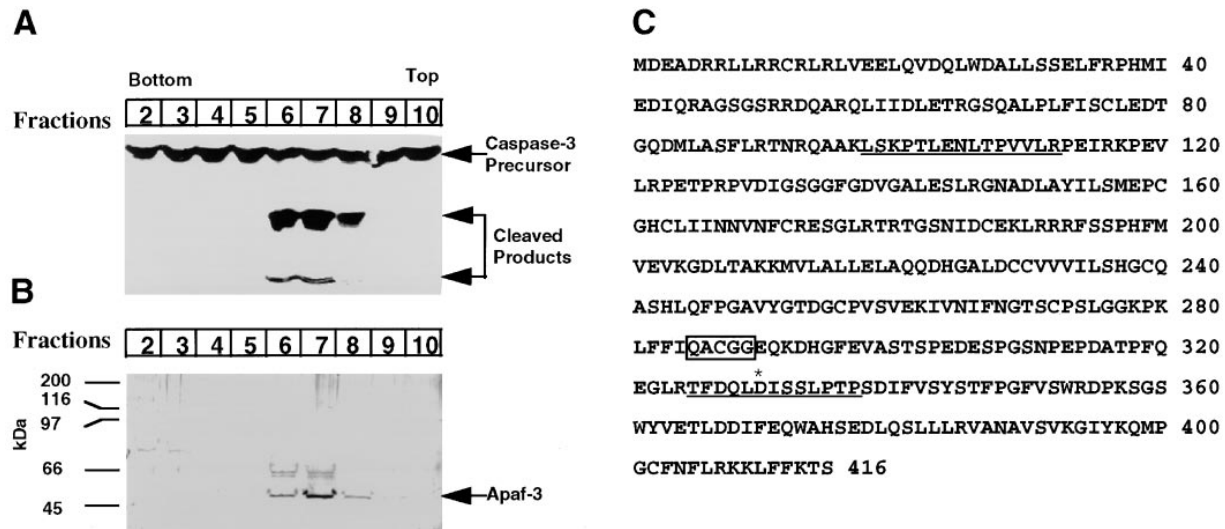 A
Bottom Top
Fractions 2 3 4 5 6 7 8 9 10
Caspase-3
Precursor
Cleaved
Products
B
Fractions 2 3 4 5 6 7 8 9 10
kDa
200
116
97
66
45
Apaf-3
C
MDEADRRLLRRCRLRLVEELQVDQLWDALLSSELFRPHMI 40
EDIQRAGSGSRRDQARQLIIDLETRGSQALPLFISCLEDT 80
GQDMLASFLRTNRQAAKLSKPTLENLTPVVLRPEIRKPEV 120
LRPETPRPVDIGSGGFGDVGALESLRGNADLAYILSMEPC 160
GHCLIINNVNFCRESGLRTRTGSNIDCEKLRRRFSSPHFM 200
VEVKGDLTAKKMVLALLELAQQDHGALDCCVVVILSHGCQ 240
ASHLQFPGAVYGTDGCPVSVEKIVNIFNGTSCPSLGGKPK 280
LFFIQACGGEQKDHGFEVASTSPEDESPGSNPEPDATPFQ 320
*
EGLRTFDQLDISSLPTPSDIFVSYSTFPGFVSWRDPKSGS 360
WYVETLDDIFEQWAHSEDLQSLLLRVANAVSVKGIYKQMP 400
GCFNFLRKKLFFKTS 416